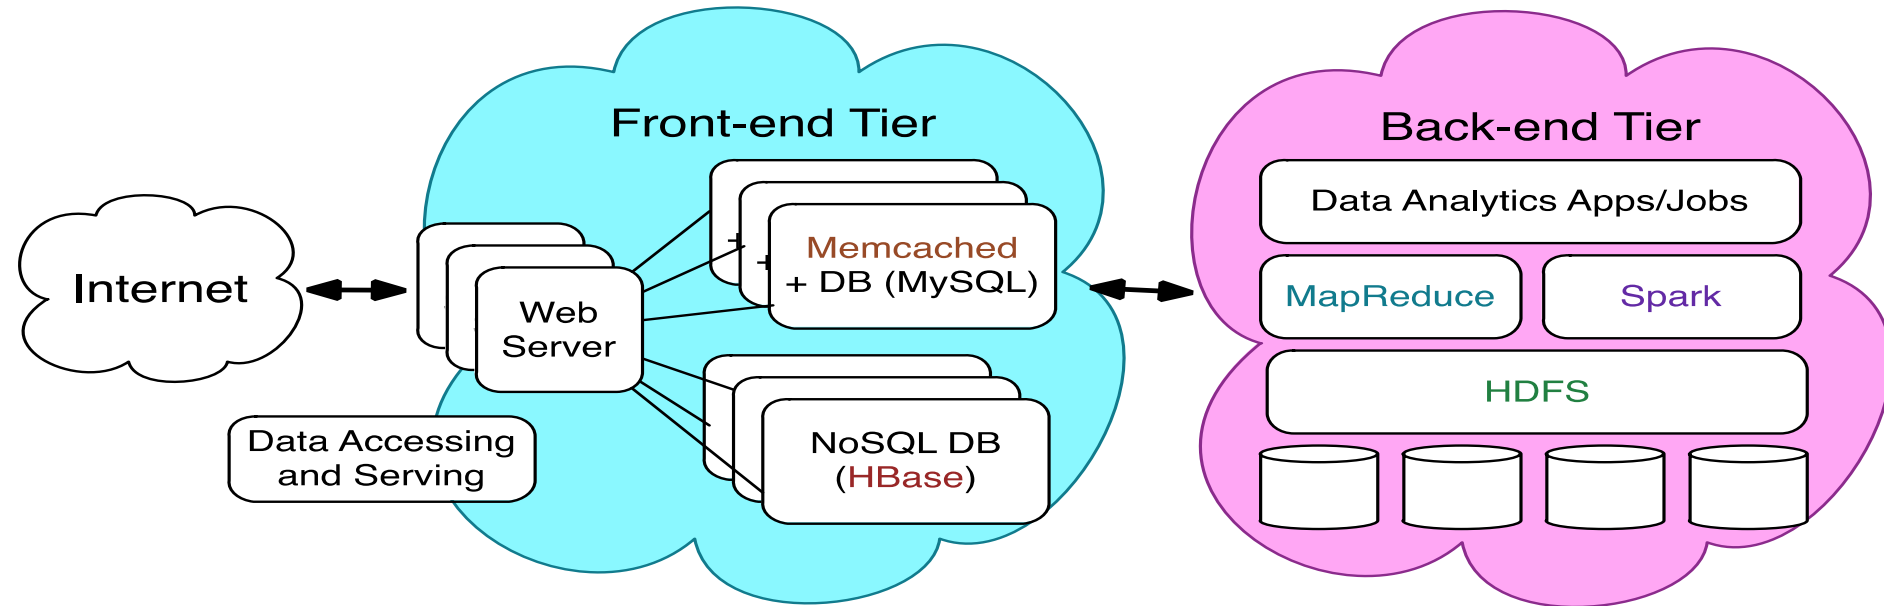 Front-end Tier
Back-end Tier
Internet
Web
Server
+
+
Memcached
+ DB (MySQL)
NoSQL DB
(HBase)
Data Accessing
and Serving
Data Analytics Apps/Jobs
MapReduce
Spark
HDFS